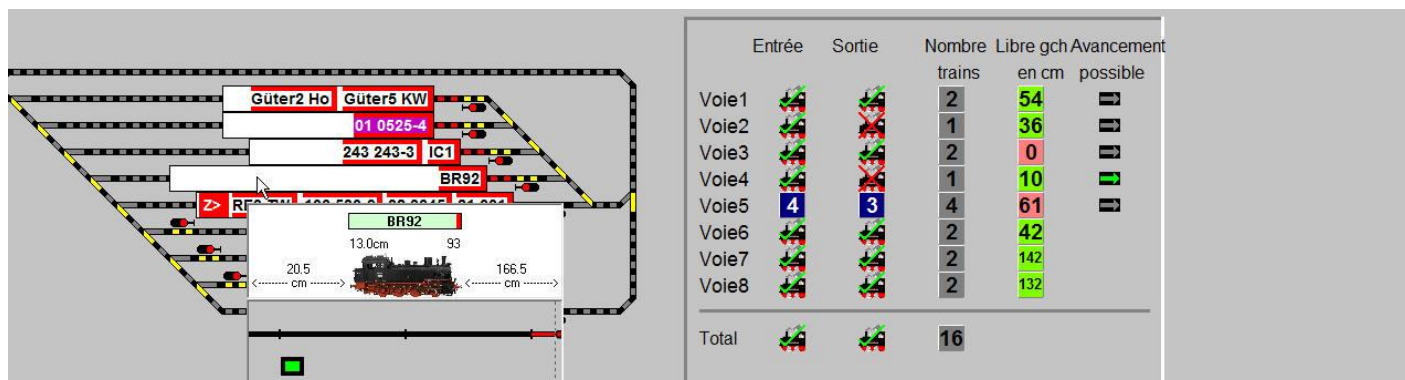 Entrée Sortie Nombre trains Libre gch en cm Avancement possible
Güter2 Ho Güter5 KW
01 0525-4
243 243-3 IC1
BR92
Z>
BR92
13.0cm 93
20.5 cm
166.5 cm
Voie1 2 54
Voie2 1 36
Voie3 2 0
Voie4 1 10
Voie5 4 3 4 61
Voie6 2 42
Voie7 2 142
Voie8 2 132
Total 16